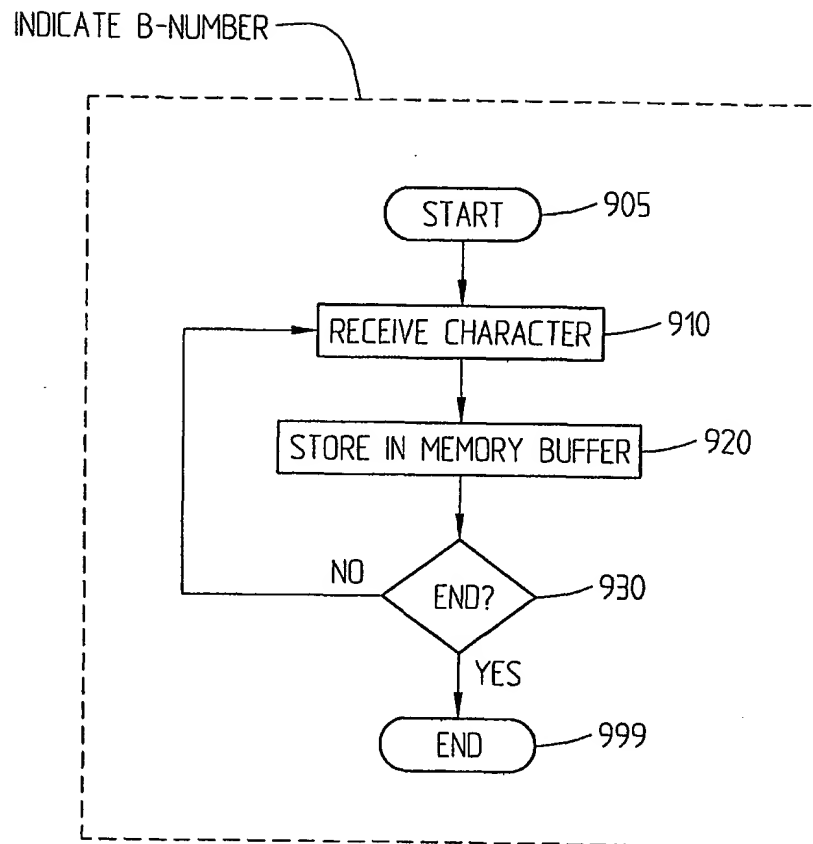 INDICATE B-NUMBER
START 905
RECEIVE CHARACTER 910
STORE IN MEMORY BUFFER 920
NO END? 930
YES
END 999